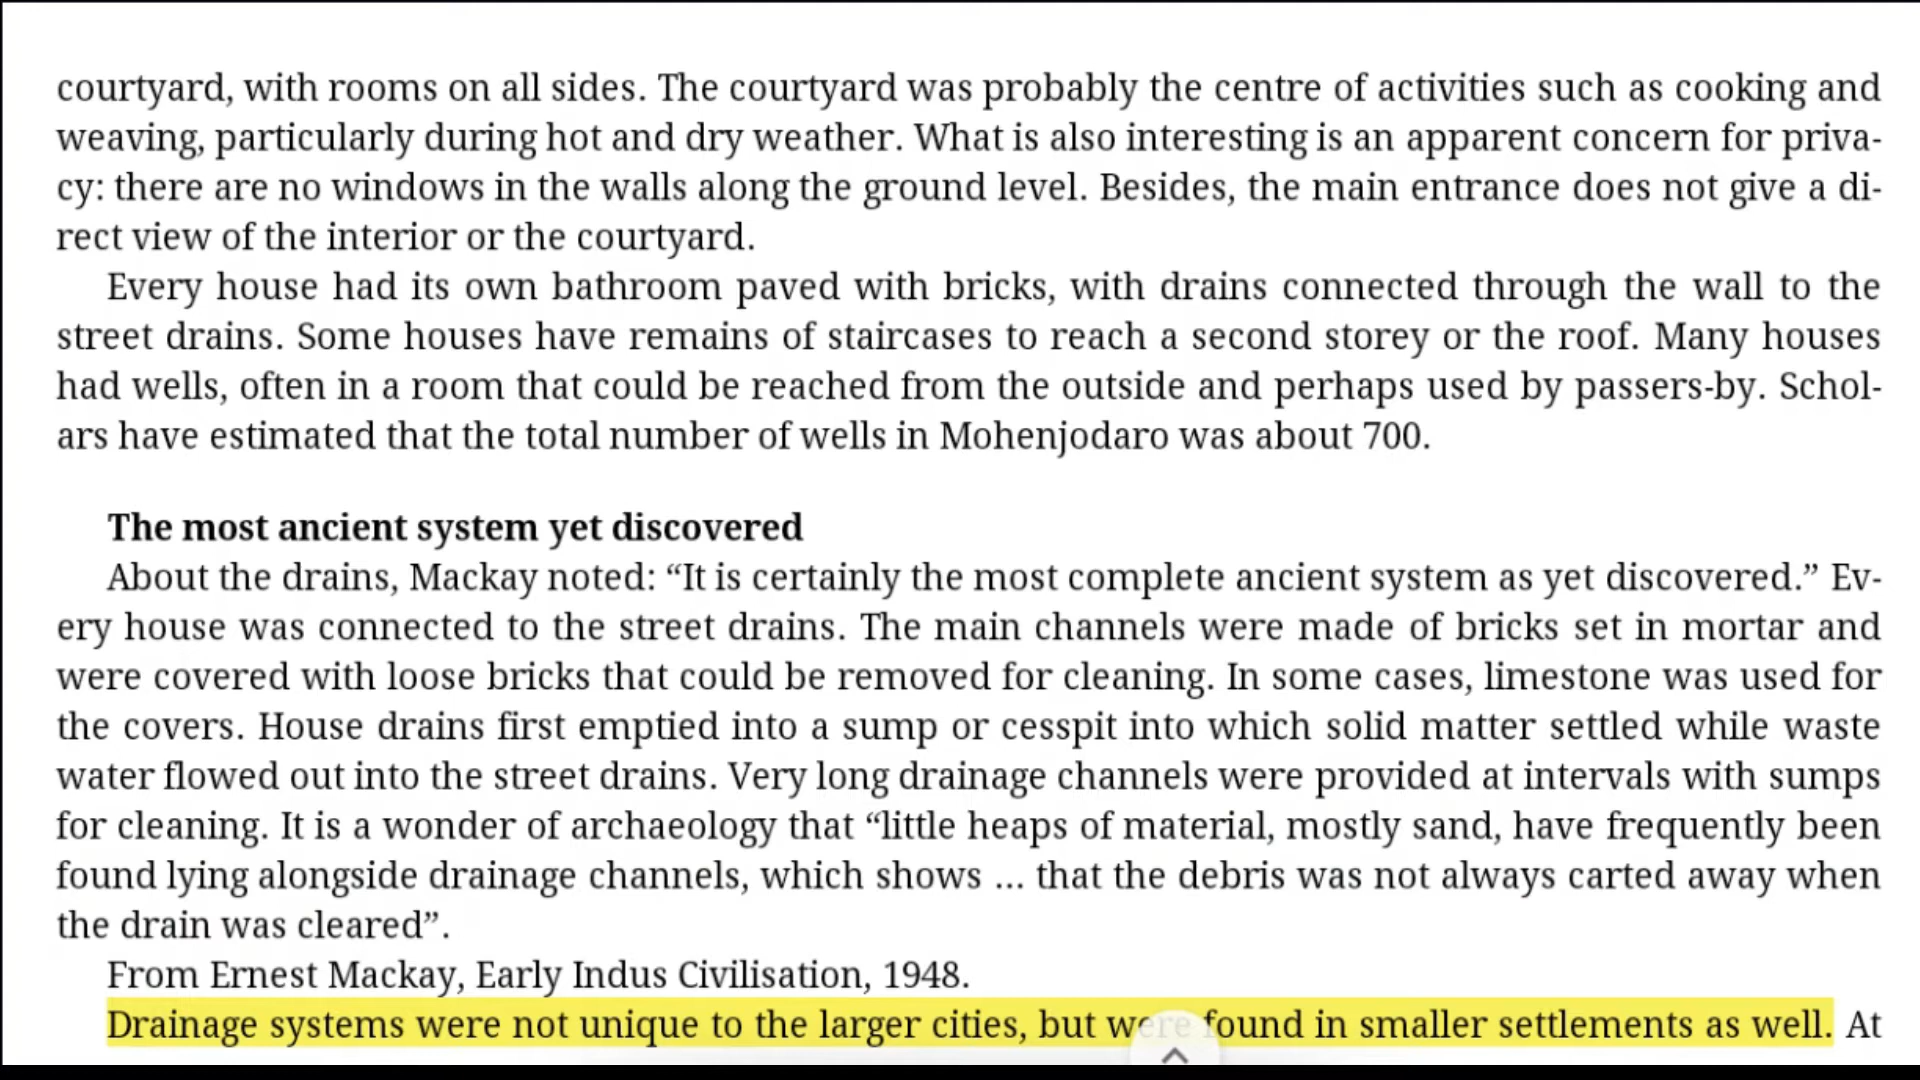 courtyard, with rooms on all sides. The courtyard was probably the centre of activities such as cooking and
weaving, particularly during hot and dry weather. What is also interesting is an apparent concern for priva-
cy: there are no windows in the walls along the ground level. Besides, the main entrance does not give a di-
rect view of the interior or the courtyard.
Every house had its own bathroom paved with bricks, with drains connected through the wall to the
street drains. Some houses have remains of staircases to reach a second storey or the roof. Many houses
had wells, often in a room that could be reached from the outside and perhaps used by passers-by. Schol-
ars have estimated that the total number of wells in Mohenjodaro was about 700.
The most ancient system yet discovered
About the drains, Mackay noted: “It is certainly the most complete ancient system as yet discovered.” Ev-
ery house was connected to the street drains. The main channels were made of bricks set in mortar and
were covered with loose bricks that could be removed for cleaning. In some cases, limestone was used for
the covers. House drains first emptied into a sump or cesspit into which solid matter settled while waste
water flowed out into the street drains. Very long drainage channels were provided at intervals with sumps
for cleaning. It is a wonder of archaeology that “little heaps of material, mostly sand, have frequently been
found lying alongside drainage channels, which shows … that the debris was not always carted away when
the drain was cleared”.
From Ernest Mackay, Early Indus Civilisation, 1948.
Drainage systems were not unique to the larger cities, but were found in smaller settlements as well. At